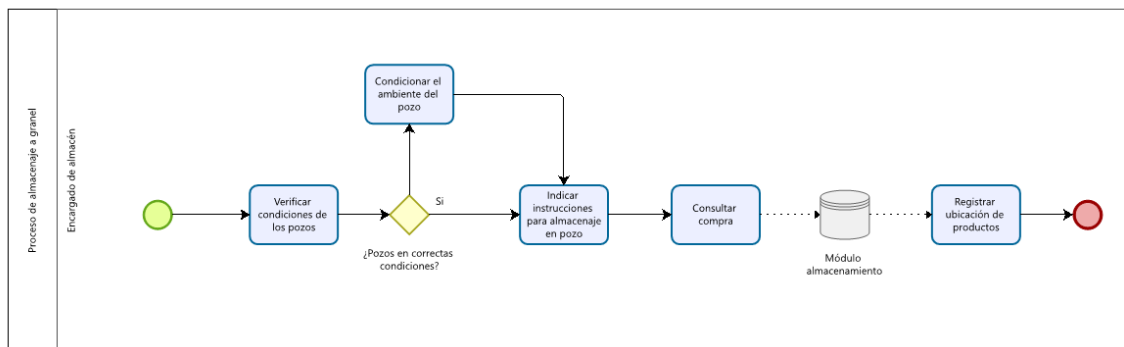 Proceso de almacenaje a granel
Encargado de almacén
Condicionar el
ambiente del
pozo
Verificar
condiciones de
los pozos
Si
¿Pozos en correctas
condiciones?
Indicar
instrucciones
para almacenaje
en pozo
Consultar
compra
Módulo
almacenamiento
Registrar
ubicación de
productos